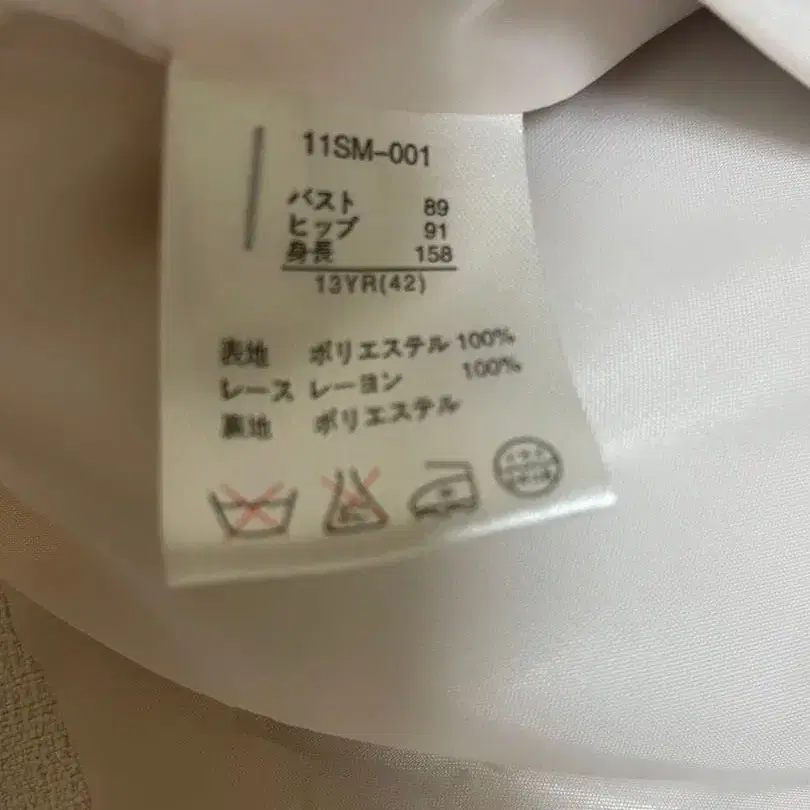 11SM-001
バスト 89
ヒップ 91
身長 158
13YR(42)
表地 ポリエステル 100%
レース レーヨン 100%
裏地 ポリエステル